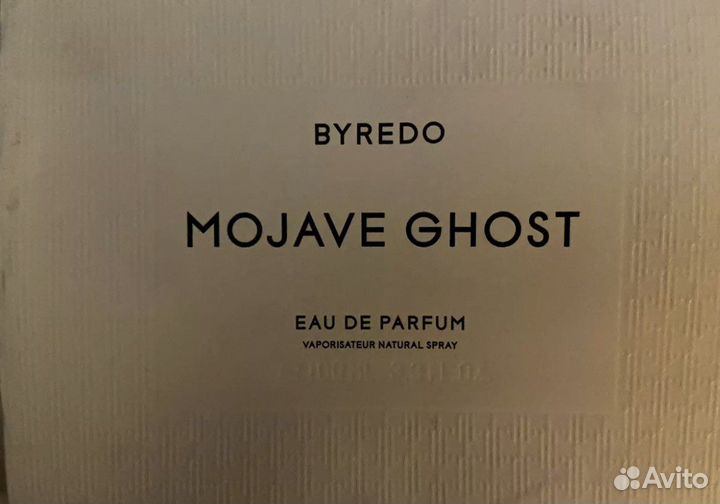 BYREDO
MOJAVE GHOST
EAU DE PARFUM
VAPORISATEUR NATURAL SPRAY
Avito